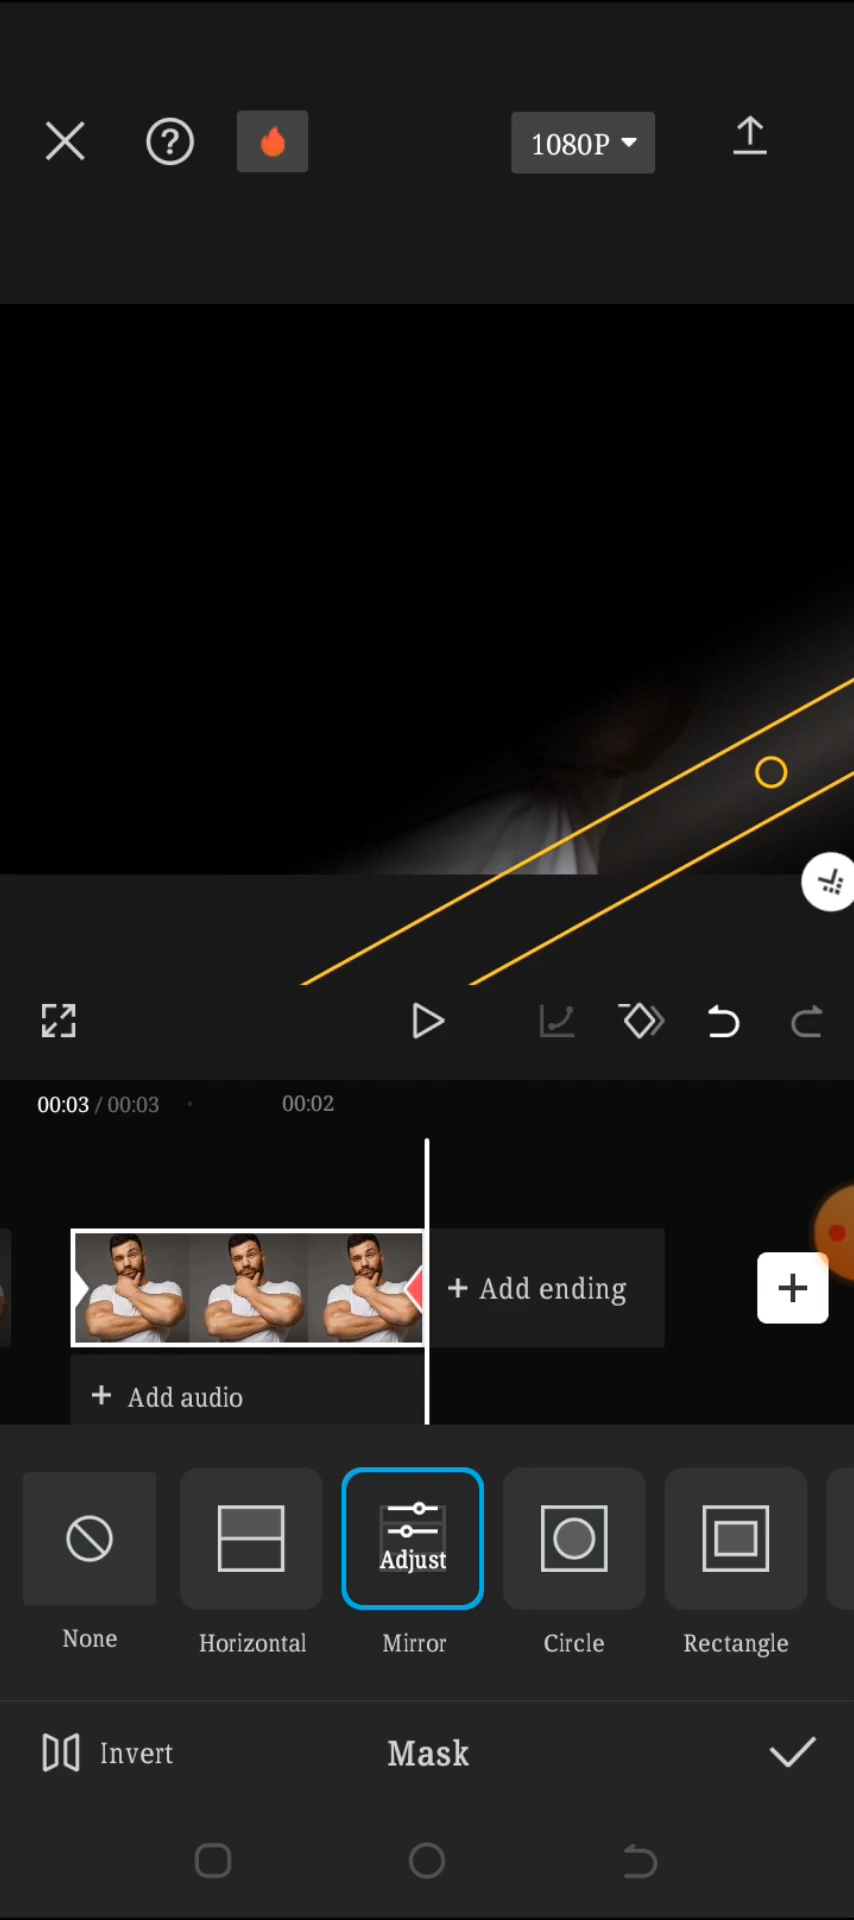 1080P
00:03 / 00:03
00:02
+ Add ending
+ Add audio
Adjust
None
Horizontal
Mirror
Circle
Rectangle
Invert
Mask